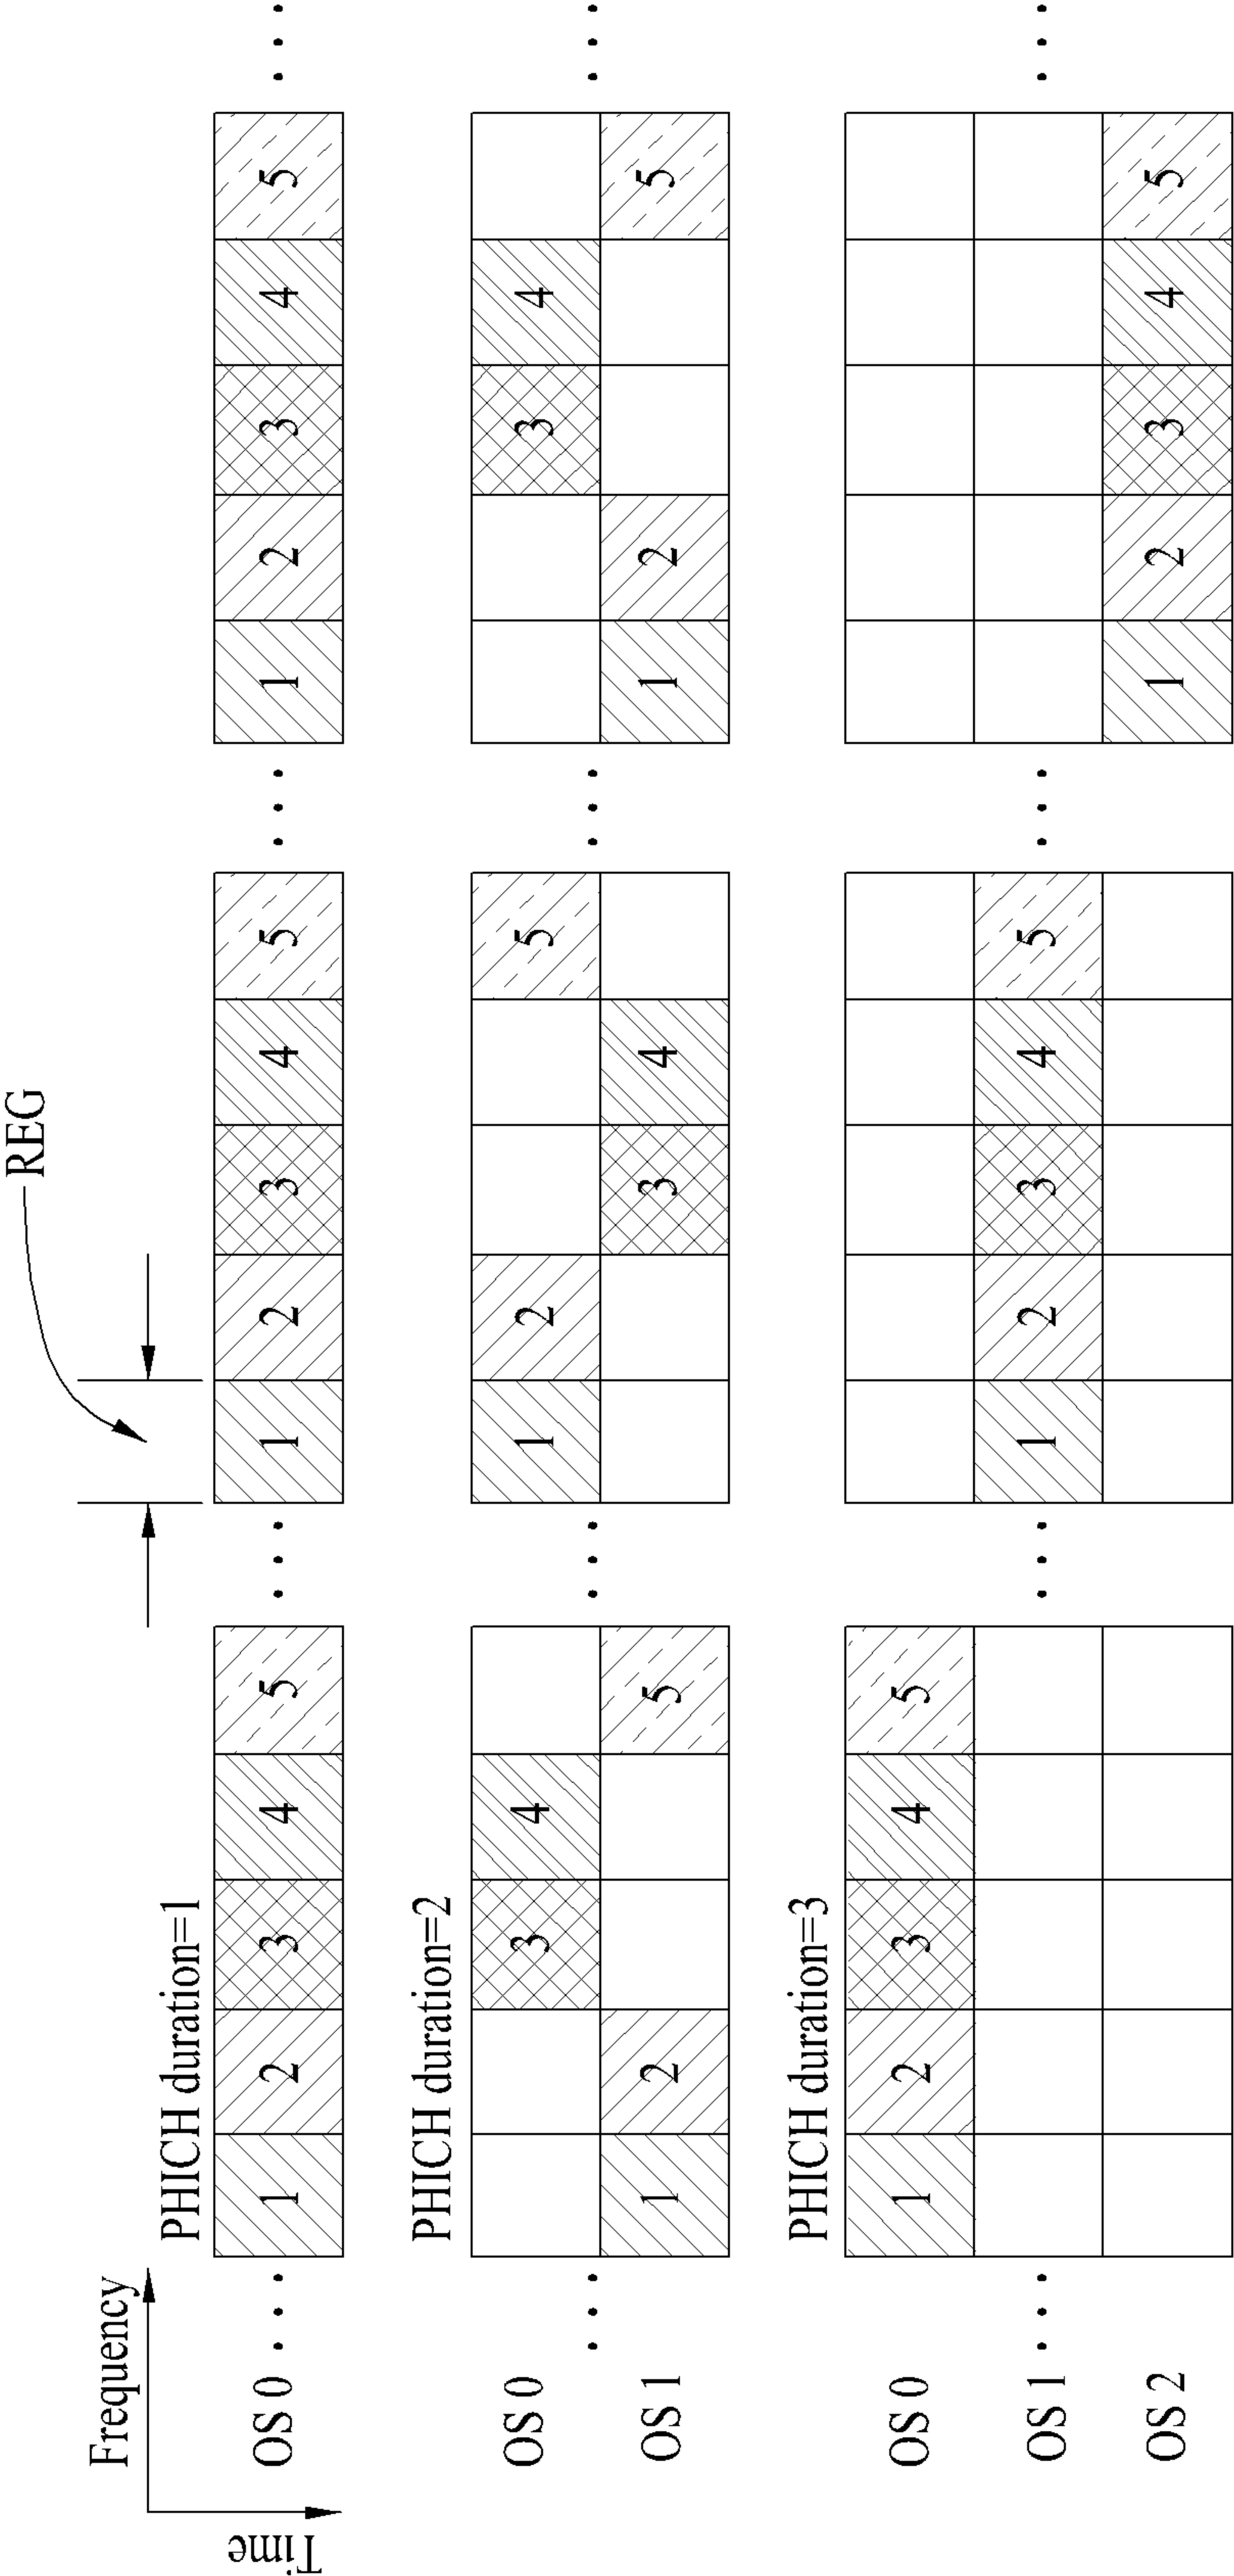 REG
Frequency
Time
PHICH duration=1
OS 0 1 2 3 4 5 1 2 3 4 5 1 2 3 4 5
PHICH duration=2
OS 0 3 4 1 2 5 3 4
OS 1 1 2 5 3 4 1 2 5
PHICH duration=3
OS 0 1 2 3 4 5
OS 1 1 2 3 4 5
OS 2 1 2 3 4 5